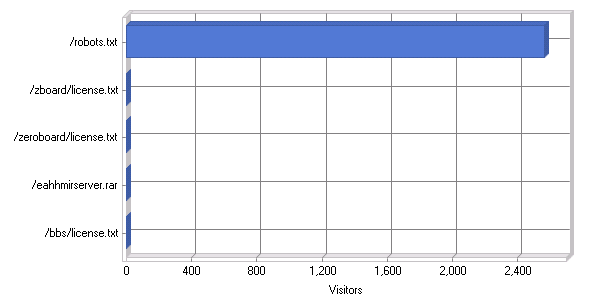 /robots.txt
/zboard/license.txt
/zeroboard/license.txt
/eahhmirserver.rar
/bbs/license.txt
0 400 800 1,200 1,600 2,000 2,400
Visitors